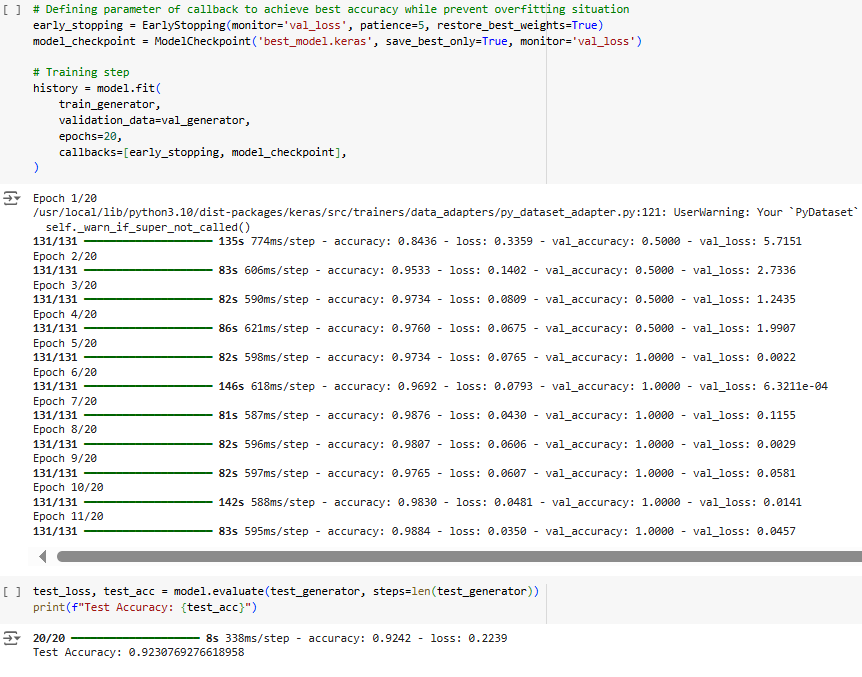 [ ] # Defining parameter of callback to achieve best accuracy while prevent overfitting situation
early_stopping = EarlyStopping(monitor='val_loss', patience=5, restore_best_weights=True)
model_checkpoint = ModelCheckpoint('best_model.keras', save_best_only=True, monitor='val_loss')

# Training step
history = model.fit(
    train_generator,
    validation_data=val_generator,
    epochs=20,
    callbacks=[early_stopping, model_checkpoint],
)
Epoch 1/20
/usr/local/lib/python3.10/dist-packages/keras/src/trainers/data_adapters/py_dataset_adapter.py:121: UserWarning: Your `PyDataset`
  self._warn_if_super_not_called()
131/131 135s 774ms/step - accuracy: 0.8436 - loss: 0.3359 - val_accuracy: 0.5000 - val_loss: 5.7151
Epoch 2/20
131/131 83s 606ms/step - accuracy: 0.9533 - loss: 0.1402 - val_accuracy: 0.5000 - val_loss: 2.7336
Epoch 3/20
131/131 82s 590ms/step - accuracy: 0.9734 - loss: 0.0809 - val_accuracy: 0.5000 - val_loss: 1.2435
Epoch 4/20
131/131 86s 621ms/step - accuracy: 0.9760 - loss: 0.0675 - val_accuracy: 0.5000 - val_loss: 1.9907
Epoch 5/20
131/131 82s 598ms/step - accuracy: 0.9734 - loss: 0.0765 - val_accuracy: 1.0000 - val_loss: 0.0022
Epoch 6/20
131/131 146s 618ms/step - accuracy: 0.9692 - loss: 0.0793 - val_accuracy: 1.0000 - val_loss: 6.3211e-04
Epoch 7/20
131/131 81s 587ms/step - accuracy: 0.9876 - loss: 0.0430 - val_accuracy: 1.0000 - val_loss: 0.1155
Epoch 8/20
131/131 82s 596ms/step - accuracy: 0.9807 - loss: 0.0606 - val_accuracy: 1.0000 - val_loss: 0.0029
Epoch 9/20
131/131 82s 597ms/step - accuracy: 0.9765 - loss: 0.0607 - val_accuracy: 1.0000 - val_loss: 0.0581
Epoch 10/20
131/131 142s 588ms/step - accuracy: 0.9830 - loss: 0.0481 - val_accuracy: 1.0000 - val_loss: 0.0141
Epoch 11/20
131/131 83s 595ms/step - accuracy: 0.9884 - loss: 0.0350 - val_accuracy: 1.0000 - val_loss: 0.0457
[ ] test_loss, test_acc = model.evaluate(test_generator, steps=len(test_generator))
print(f"Test Accuracy: {test_acc}")
20/20 8s 338ms/step - accuracy: 0.9242 - loss: 0.2239
Test Accuracy: 0.9230769276618958